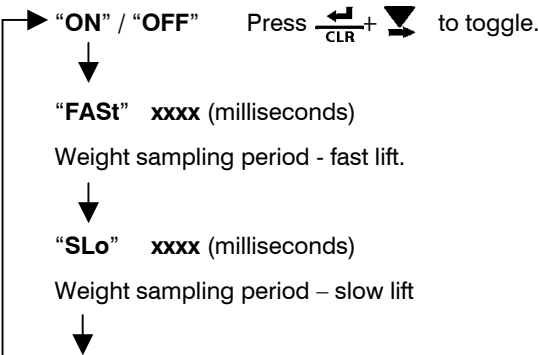 “ON” / “OFF” Press CLR + to toggle.
“FASt” xxxx (milliseconds)
Weight sampling period - fast lift.
“SLo” xxxx (milliseconds)
Weight sampling period – slow lift